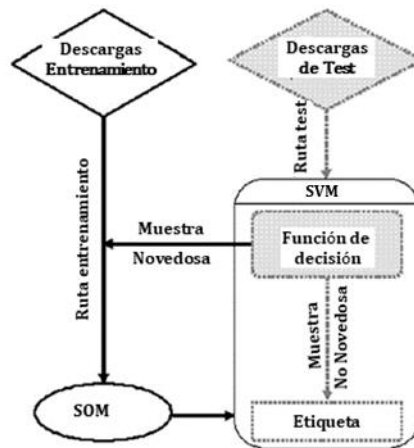 Descargas
Entrenamiento
Descargas
de Test
Ruta test
SVM
Ruta entrenamiento
Muestra
Novedosa
Función de
decisión
Muestra
No Novedosa
SOM
Etiqueta